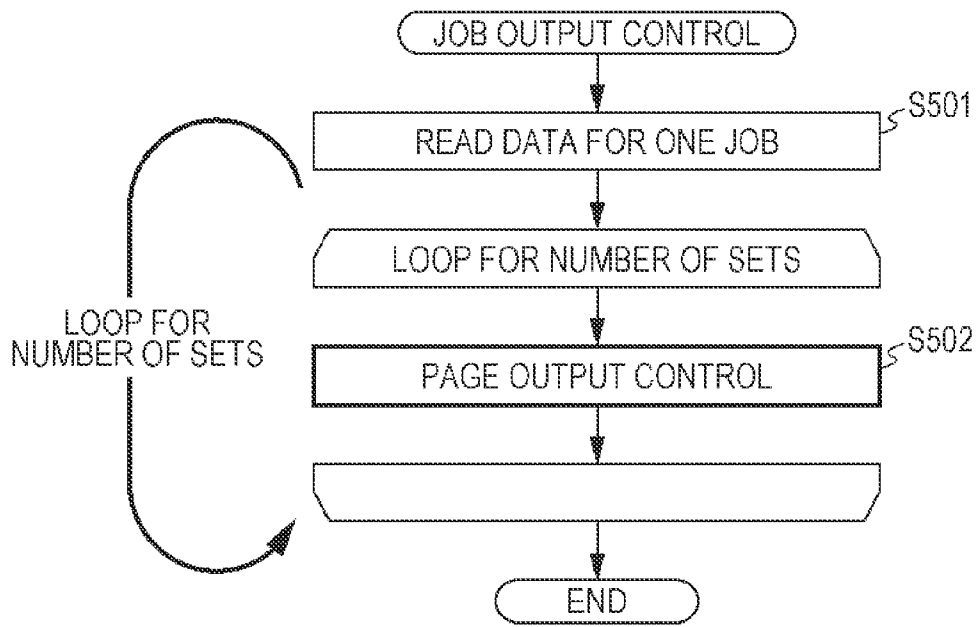 JOB OUTPUT CONTROL
S501
READ DATA FOR ONE JOB
LOOP FOR NUMBER OF SETS
LOOP FOR
NUMBER OF SETS
S502
PAGE OUTPUT CONTROL
END